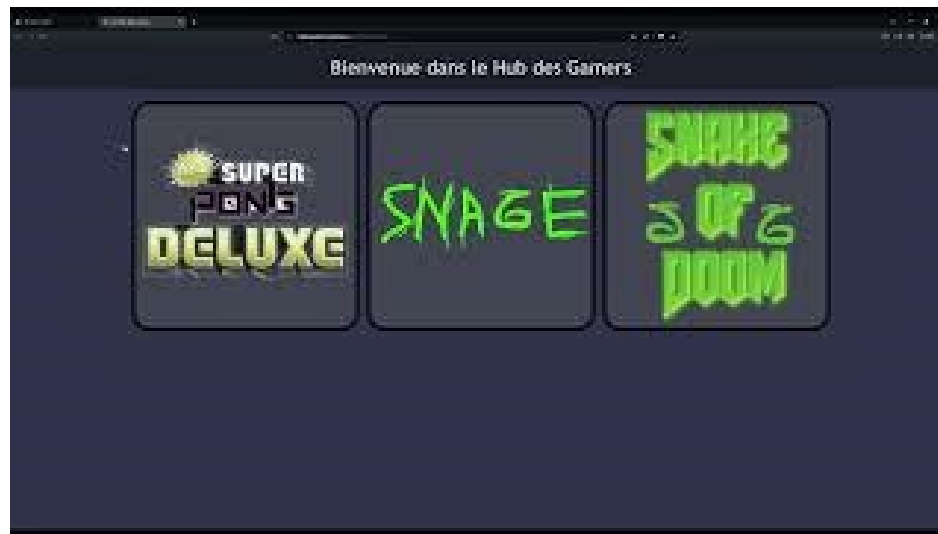 Bienvenue dans le Hub des Gamers
SUPER
PONG
DELUXE
SNAGE
SNAKE
OF
DOOM